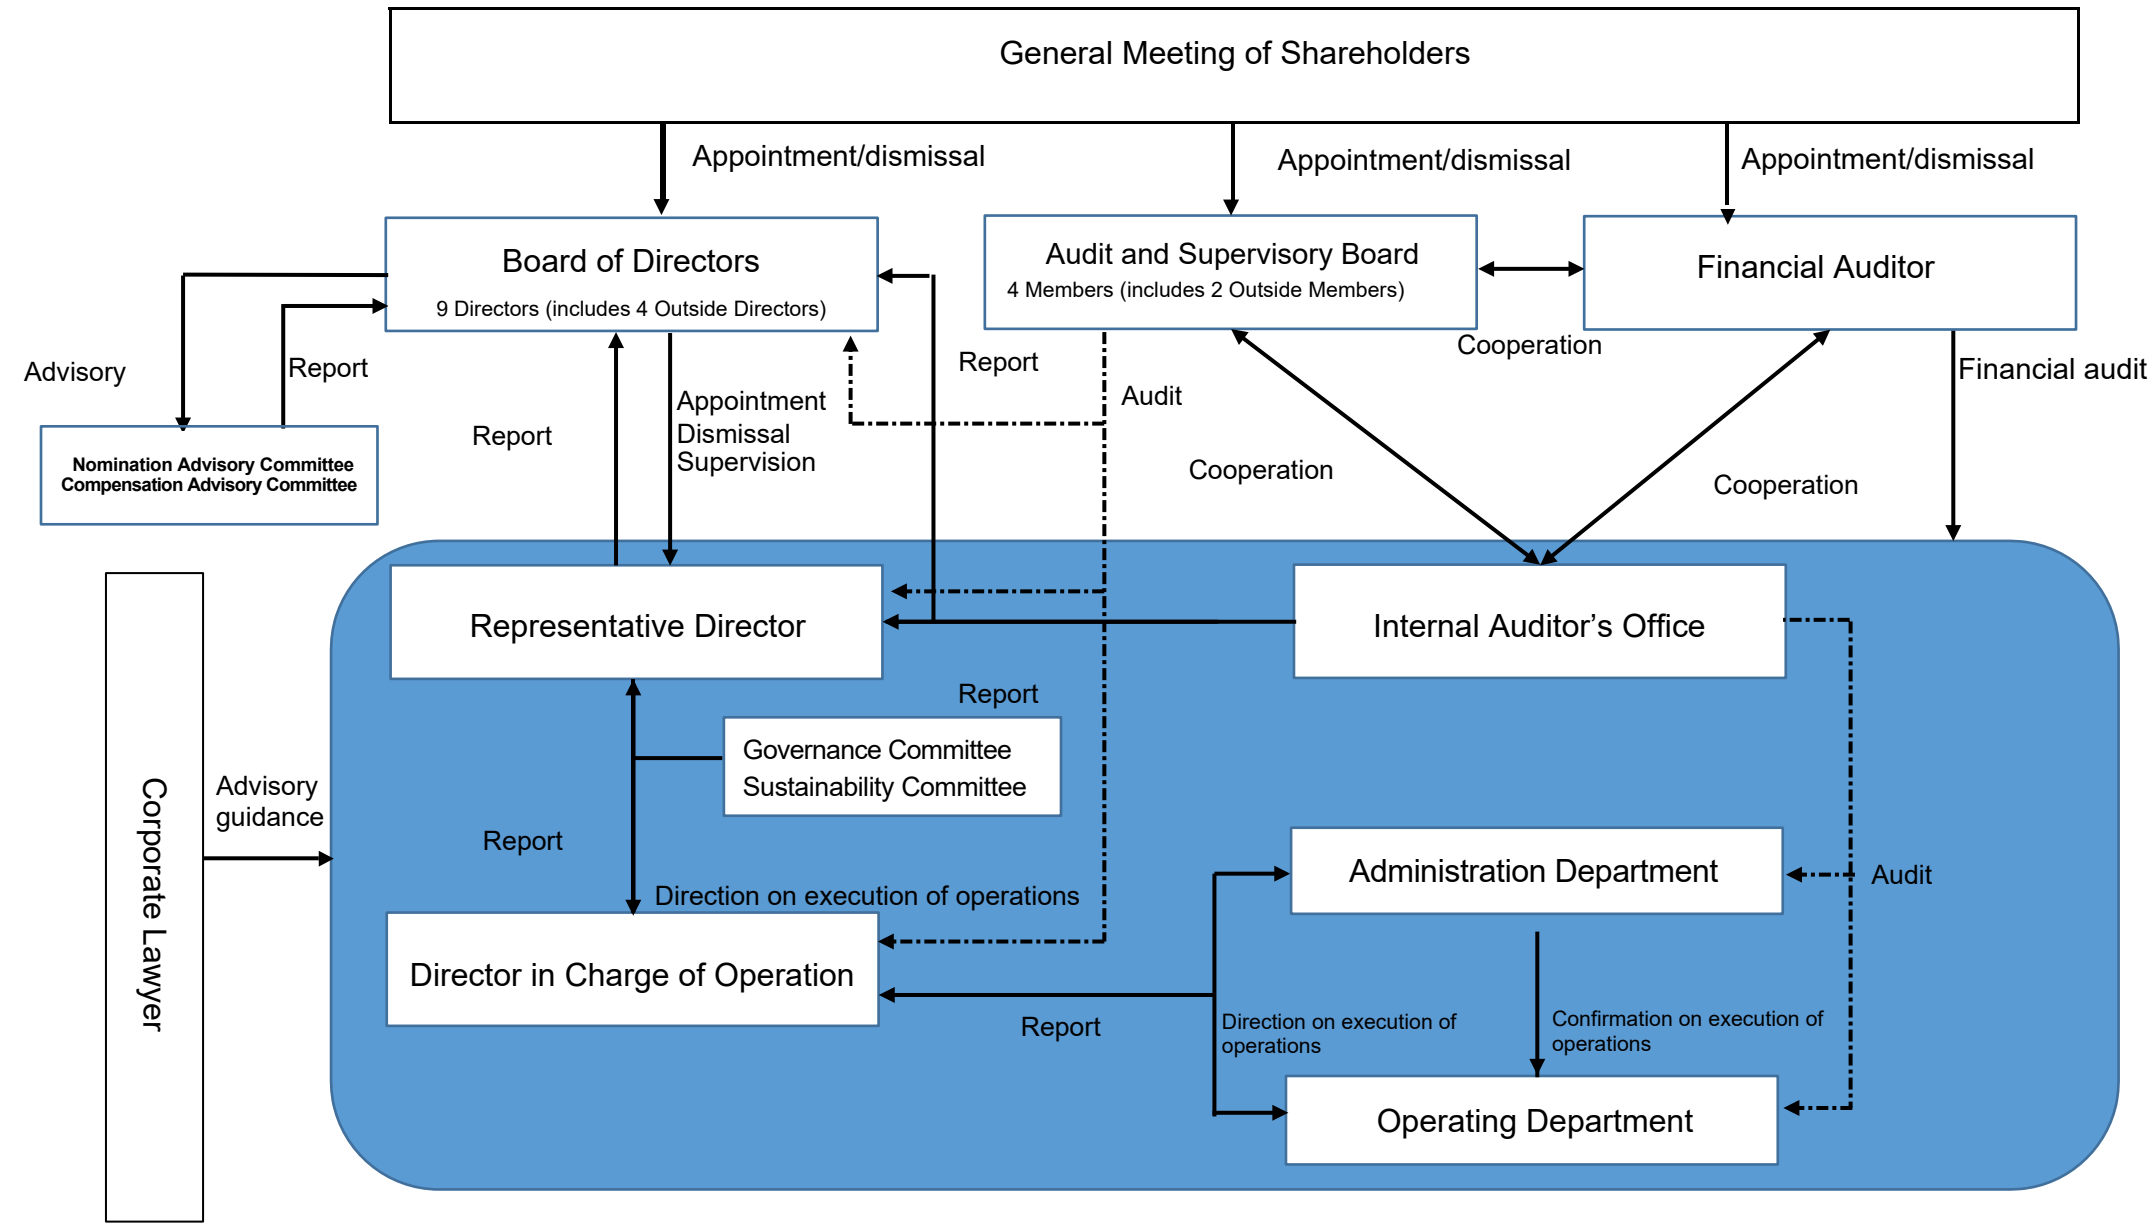 General Meeting of Shareholders
Appointment/dismissal
Appointment/dismissal
Appointment/dismissal
Board of Directors
9 Directors (includes 4 Outside Directors)
Audit and Supervisory Board
4 Members (includes 2 Outside Members)
Financial Auditor
Cooperation
Advisory
Report
Report
Audit
Financial audit
Report
Appointment
Dismissal
Supervision
Cooperation
Cooperation
Nomination Advisory Committee
Compensation Advisory Committee
Representative Director
Internal Auditor’s Office
Report
Governance Committee
Sustainability Committee
Corporate Lawyer
Advisory
guidance
Report
Direction on execution of operations
Administration Department
Audit
Director in Charge of Operation
Report
Direction on execution of
operations
Confirmation on execution of
operations
Operating Department